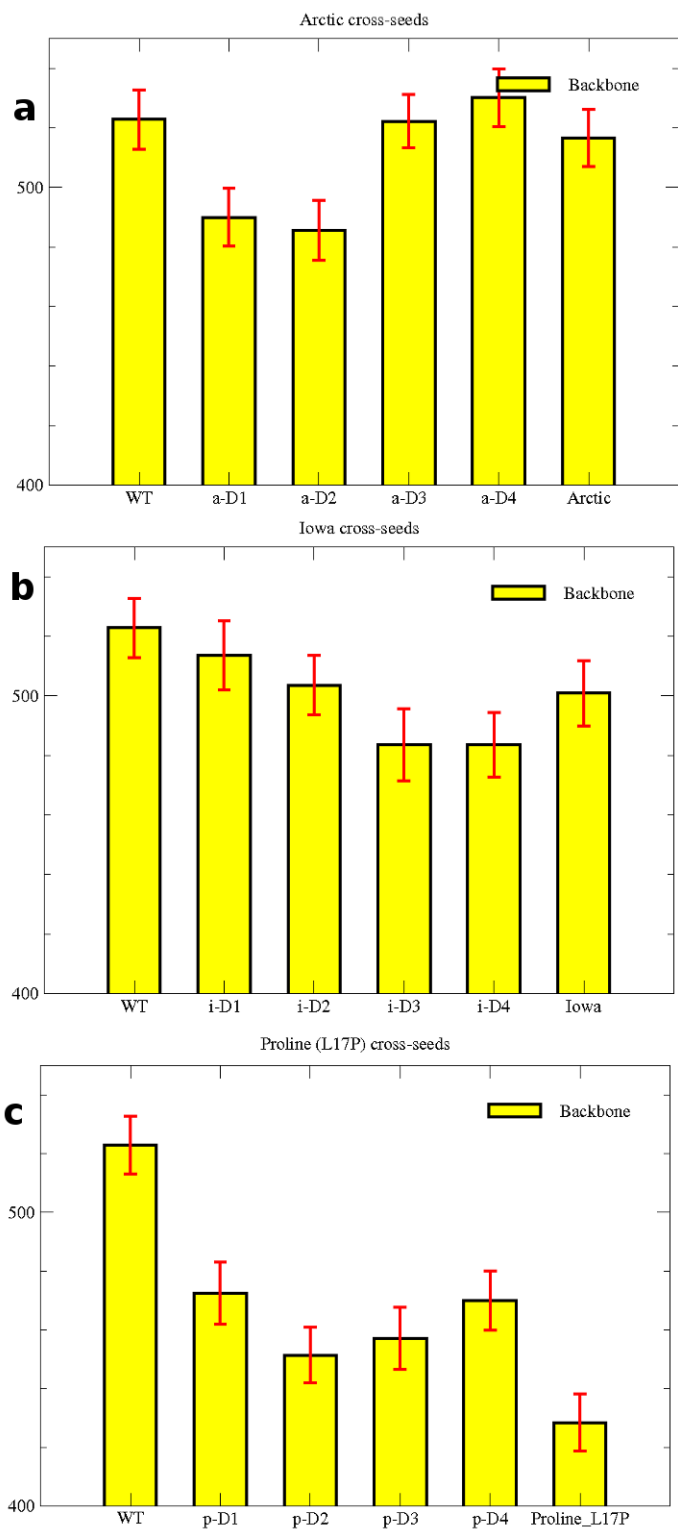 Arctic cross-seeds
a
Backbone
500
400
WT a-D1 a-D2 a-D3 a-D4 Arctic
Iowa cross-seeds
b
Backbone
500
400
WT i-D1 i-D2 i-D3 i-D4 Iowa
Proline (L17P) cross-seeds
c
Backbone
500
400
WT p-D1 p-D2 p-D3 p-D4 Proline_L17P